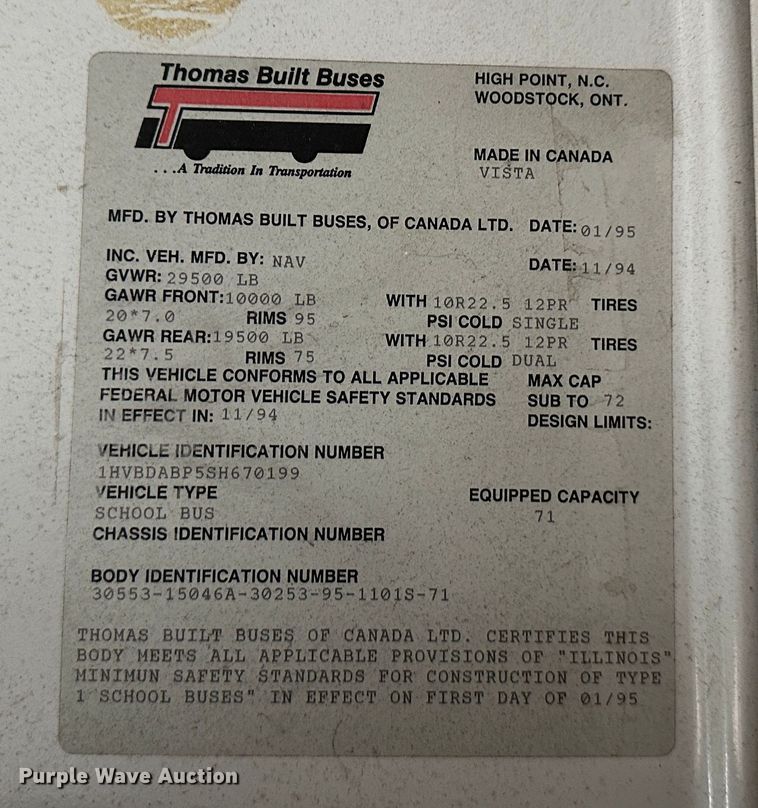 Thomas Built Buses
T
. . .A Tradition In Transportation
HIGH POINT, N.C.
WOODSTOCK, ONT.
MADE IN CANADA
VISTA
MFD. BY THOMAS BUILT BUSES, OF CANADA LTD. DATE: 01/95
INC. VEH. MFD. BY: NAV DATE: 11/94
GVWR: 29500 LB
GAWR FRONT: 10000 LB WITH 10R22.5 12PR TIRES
20*7.0 RIMS 95 PSI COLD SINGLE
GAWR REAR: 19500 LB WITH 10R22.5 12PR TIRES
22*7.5 RIMS 75 PSI COLD DUAL
THIS VEHICLE CONFORMS TO ALL APPLICABLE MAX CAP
FEDERAL MOTOR VEHICLE SAFETY STANDARDS SUB TO 72
IN EFFECT IN: 11/94 DESIGN LIMITS:
VEHICLE IDENTIFICATION NUMBER
1HVBDABP5SH670199
VEHICLE TYPE EQUIPPED CAPACITY
SCHOOL BUS 71
CHASSIS IDENTIFICATION NUMBER
BODY IDENTIFICATION NUMBER
30553-15046A-30253-95-1101S-71
THOMAS BUILT BUSES OF CANADA LTD. CERTIFIES THIS
BODY MEETS ALL APPLICABLE PROVISIONS OF "ILLINOIS"
MINIMUN SAFETY STANDARDS FOR CONSTRUCTION OF TYPE
1 SCHOOL BUSES" IN EFFECT ON FIRST DAY OF 01/95
Purple Wave Auction